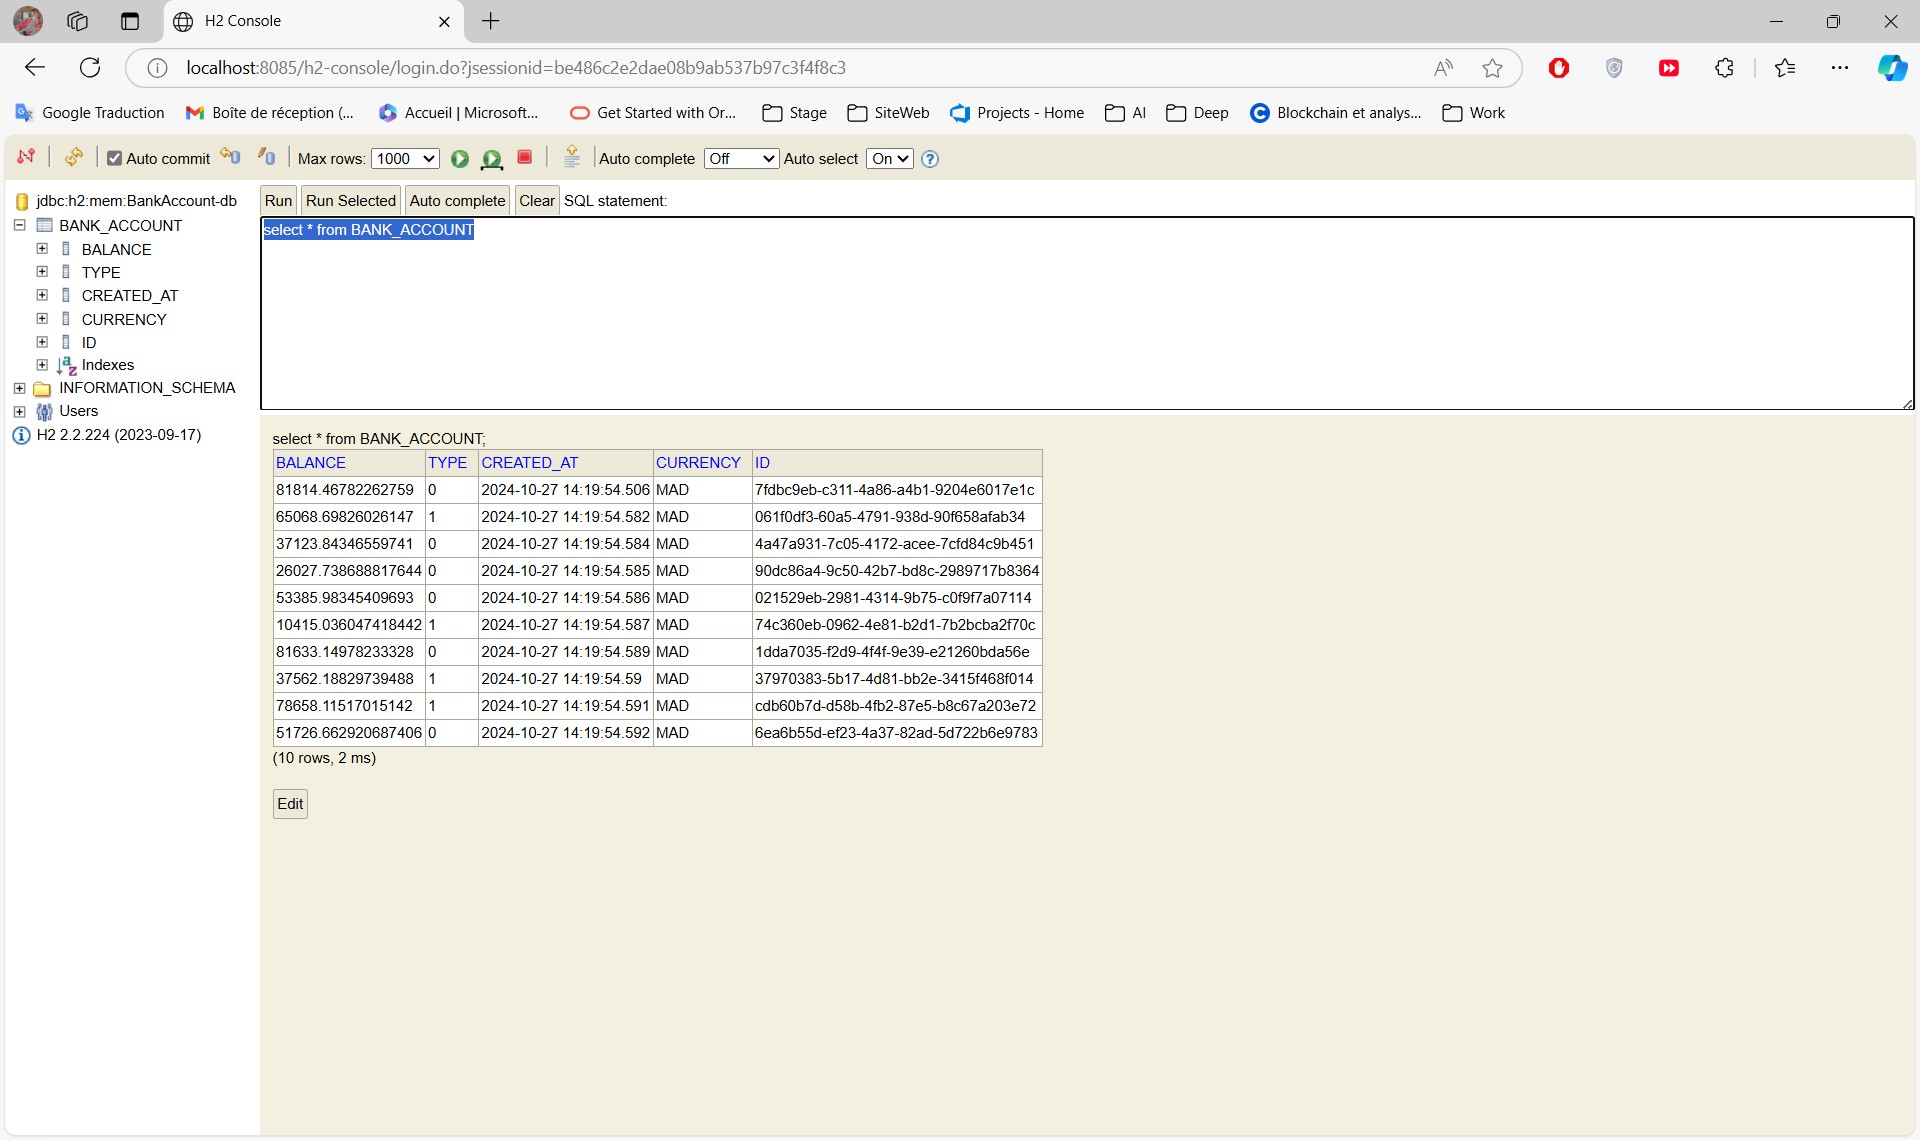 H2 Console
localhost:8085/h2-console/login.do?jsessionid=be486c2e2dae08b9ab537b97c3f4f8c3
Google Traduction Boîte de réception (... Accueil | Microsoft... Get Started with Or... Stage SiteWeb Projects - Home AI Deep Blockchain et analys... Work
Auto commit Max rows: 1000 Auto complete Off Auto select On
jdbc:h2:mem:BankAccount-db
BANK_ACCOUNT
BALANCE
TYPE
CREATED_AT
CURRENCY
ID
Indexes
INFORMATION_SCHEMA
Users
H2 2.2.224 (2023-09-17)
Run Run Selected Auto complete Clear SQL statement:
select * from BANK_ACCOUNT
select * from BANK_ACCOUNT;
BALANCE TYPE CREATED_AT CURRENCY ID
81814.46782262759 0 2024-10-27 14:19:54.506 MAD 7fdbc9eb-c311-4a86-a4b1-9204e6017e1c
65068.69826026147 1 2024-10-27 14:19:54.582 MAD 061f0df3-60a5-4791-938d-90f658afab34
37123.84346559741 0 2024-10-27 14:19:54.584 MAD 4a47a931-7c05-4172-acee-7cfd84c9b451
26027.738688817644 0 2024-10-27 14:19:54.585 MAD 90dc86a4-9c50-42b7-bd8c-2989717b8364
53385.98345409693 0 2024-10-27 14:19:54.586 MAD 021529eb-2981-4314-9b75-c0f9f7a07114
10415.036047418442 1 2024-10-27 14:19:54.587 MAD 74c360eb-0962-4e81-b2d1-7b2bcba2f70c
81633.14978233328 0 2024-10-27 14:19:54.589 MAD 1dda7035-f2d9-4f4f-9e39-e21260bda56e
37562.18829739488 1 2024-10-27 14:19:54.59 MAD 37970383-5b17-4d81-bb2e-3415f468f014
78658.11517015142 1 2024-10-27 14:19:54.591 MAD cdb60b7d-d58b-4fb2-87e5-b8c67a203e72
51726.662920687406 0 2024-10-27 14:19:54.592 MAD 6ea6b55d-ef23-4a37-82ad-5d722b6e9783
(10 rows, 2 ms)
Edit